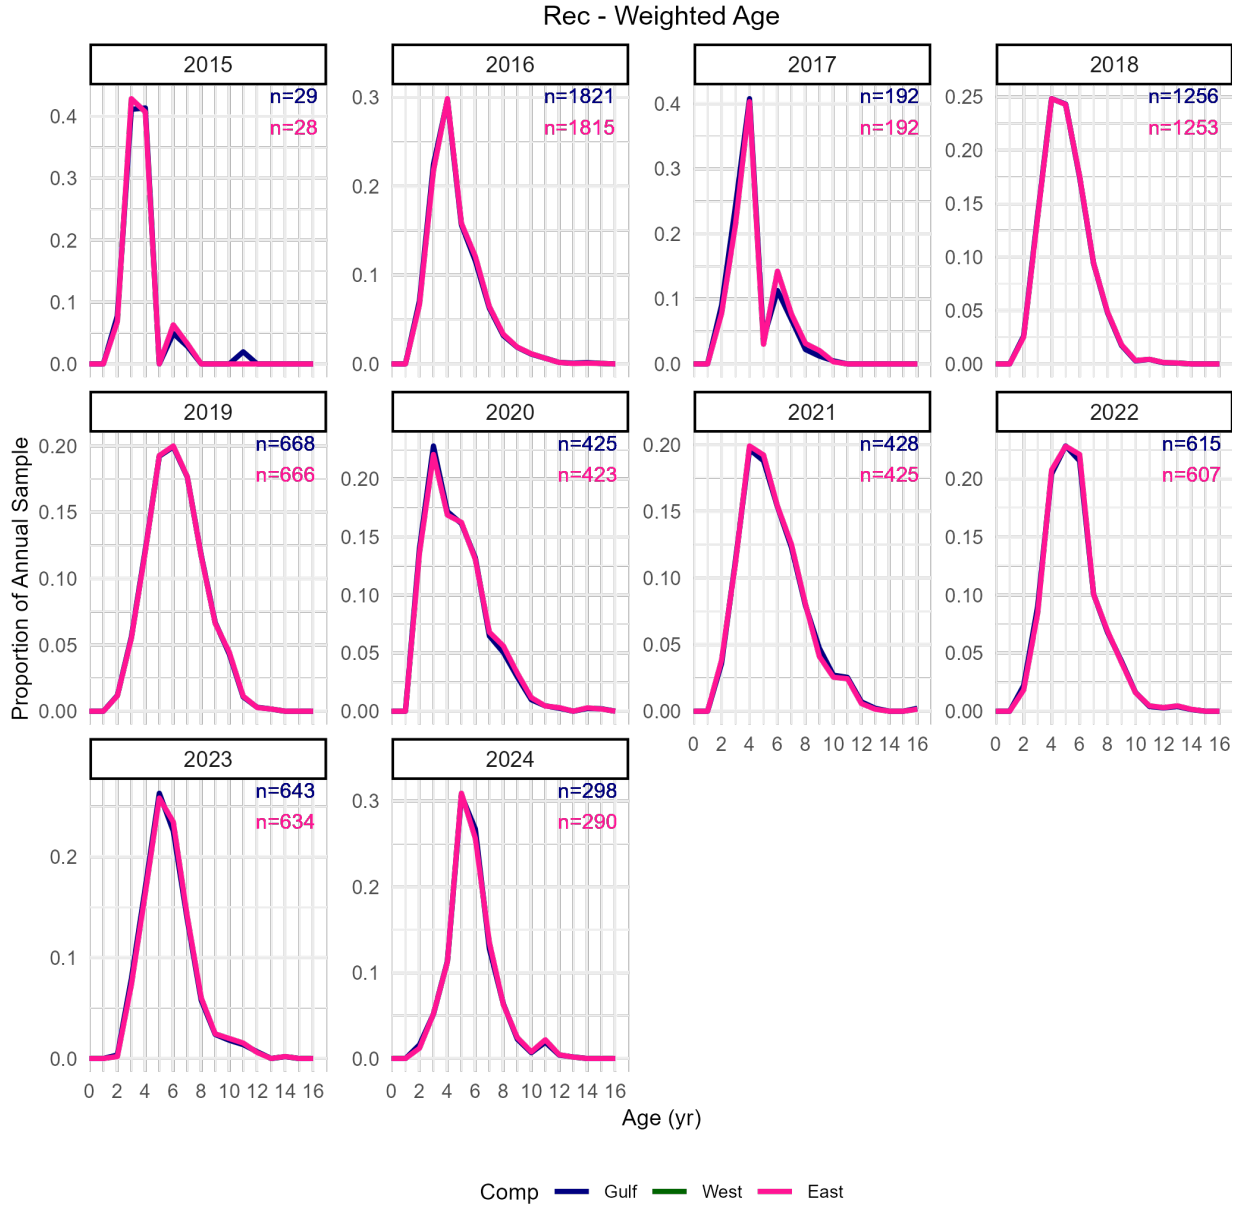 Rec - Weighted Age
2015
2016
2017
2018
n=29
n=28
n=1821
n=1815
n=192
n=192
n=1256
n=1253
0.4
0.3
0.2
0.1
0.0
0.3
0.2
0.1
0.0
0.4
0.3
0.2
0.1
0.0
0.25
0.20
0.15
0.10
0.05
0.00
2019
2020
2021
2022
n=668
n=666
n=425
n=423
n=428
n=425
n=615
n=607
0.20
0.15
0.10
0.05
0.00
0.20
0.15
0.10
0.05
0.00
0.20
0.15
0.10
0.05
0.00
0.20
0.15
0.10
0.05
0.00
0 2 4 6 8 10 12 14 16
0 2 4 6 8 10 12 14 16
Proportion of Annual Sample
2023
2024
n=643
n=634
n=298
n=290
0.2
0.1
0.0
0.3
0.2
0.1
0.0
0 2 4 6 8 10 12 14 16
0 2 4 6 8 10 12 14 16
Age (yr)
Comp Gulf West East